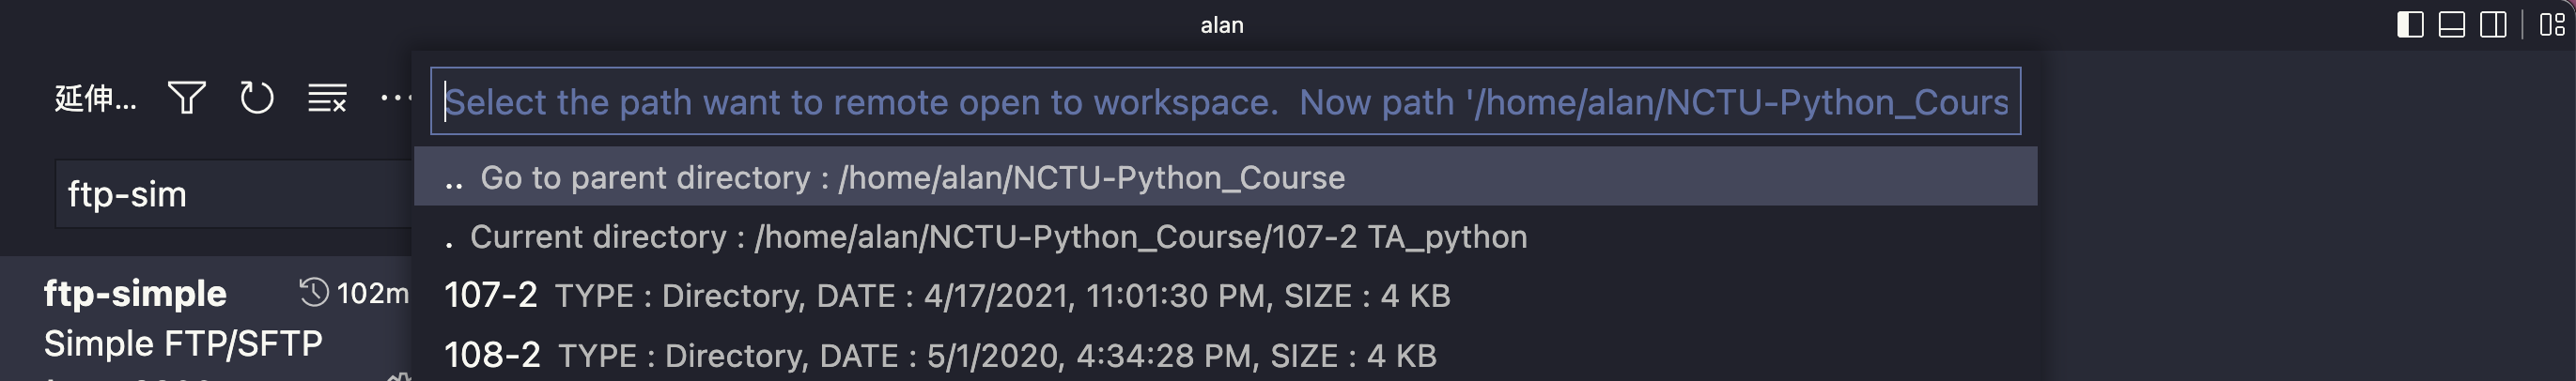 alan
延伸...
Select the path want to remote open to workspace.  Now path '/home/alan/NCTU-Python_Cours
ftp-sim
.. Go to parent directory : /home/alan/NCTU-Python_Course
. Current directory : /home/alan/NCTU-Python_Course/107-2 TA_python
ftp-simple 102m
Simple FTP/SFTP
107-2 TYPE : Directory, DATE : 4/17/2021, 11:01:30 PM, SIZE : 4 KB
108-2 TYPE : Directory, DATE : 5/1/2020, 4:34:28 PM, SIZE : 4 KB